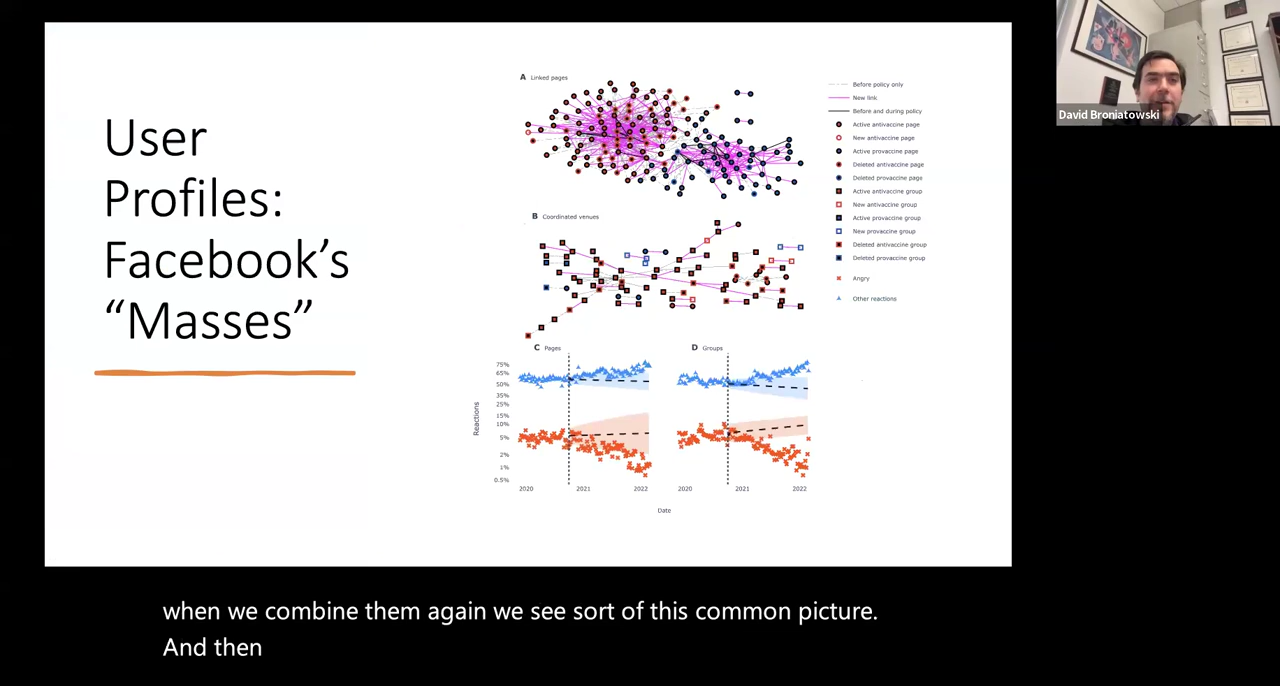 User
Profiles:
Facebook's
"Masses"
A Linked pages
Before policy only
New link
Before and during policy
Active antivaccine page
New antivaccine page
Active provaccine page
Deleted antivaccine page
Deleted provaccine page
Active antivaccine group
New antivaccine group
Active provaccine group
New provaccine group
Deleted antivaccine group
Deleted provaccine group
Angry
Other reactions
B Coordinated venues
C Pages
D Groups
Reactions
75%
65%
50%
35%
25%
15%
10%
5%
2%
1%
0.5%
2020 2021 2022
2020 2021 2022
Date
David Broniatowski
when we combine them again we see sort of this common picture.
And then